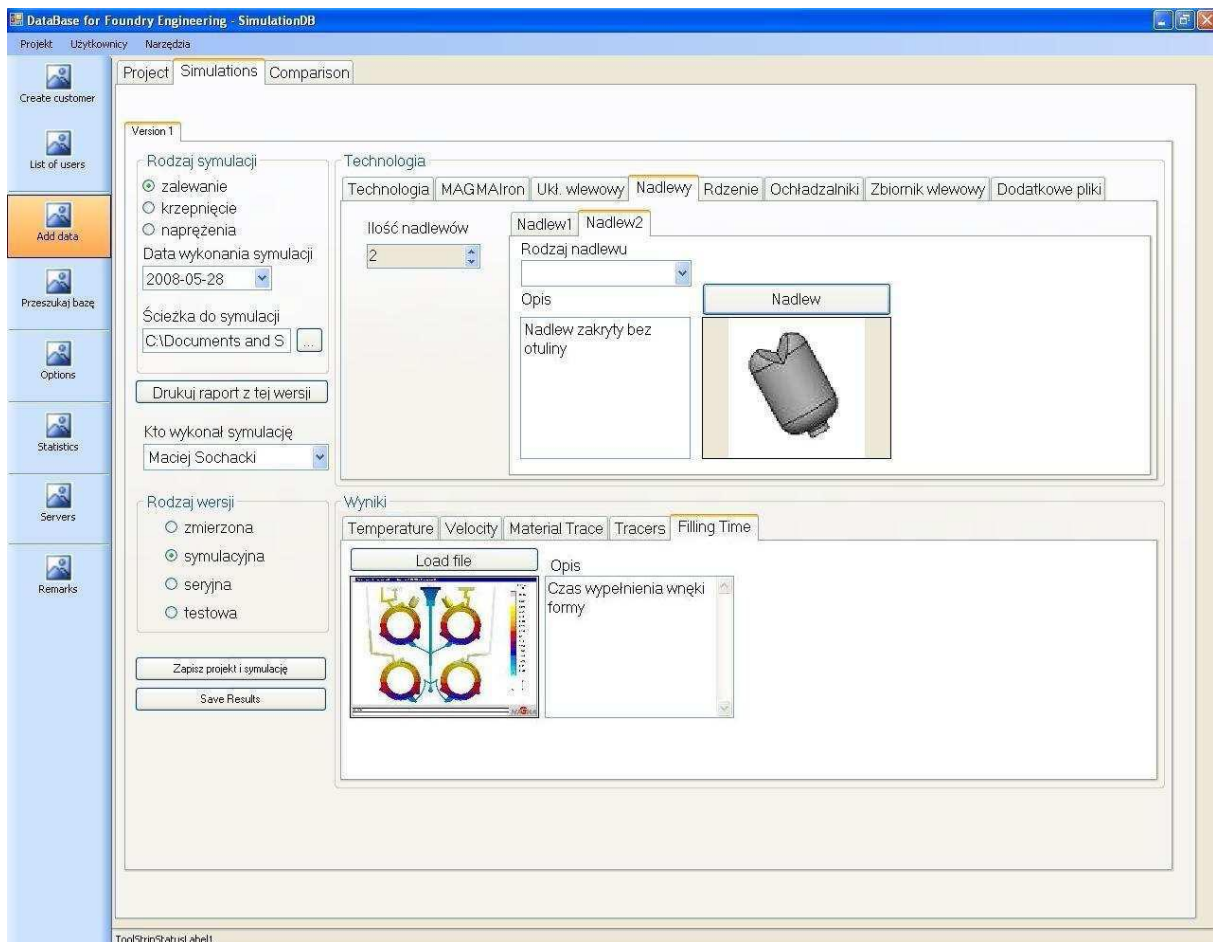 DataBase for Foundry Engineering - SimulationDB
Projekt Użytkownicy Narzędzia
Create customer
List of users
Add data
Przeszukaj bazę
Options
Statistics
Servers
Remarks
Project Simulations Comparison
Version 1
Rodzaj symulacji
zalewanie
krzepnięcie
naprężenia
Data wykonania symulacji
2008-05-28
Ścieżka do symulacji
C:\Documents and S ...
Drukuj raport z tej wersji
Kto wykonał symulację
Maciej Sochacki
Rodzaj wersji
zmierzona
symulacyjna
seryjna
testowa
Zapisz projekt i symulację
Save Results
Technologia
Technologia MAGMAIron Ukł. wlewowy Nadlewy Rdzenie Ochładzalniki Zbiornik wlewowy Dodatkowe pliki
Ilość nadlewów
2
Nadlew1 Nadlew2
Rodzaj nadlewu
Opis
Nadlew
Nadlew zakryty bez
otuliny
Wyniki
Temperature Velocity Material Trace Tracers Filling Time
Load file
Opis
Czas wypełnienia wnęki
formy
ToolStripStatusLabel1